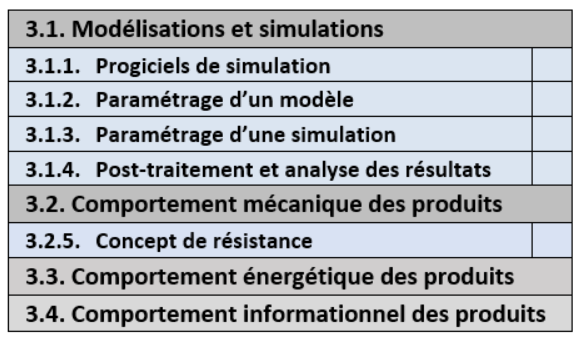 3.1. Modélisations et simulations
3.1.1. Progiciels de simulation
3.1.2. Paramétrage d’un modèle
3.1.3. Paramétrage d’une simulation
3.1.4. Post-traitement et analyse des résultats
3.2. Comportement mécanique des produits
3.2.5. Concept de résistance
3.3. Comportement énergétique des produits
3.4. Comportement informationnel des produits